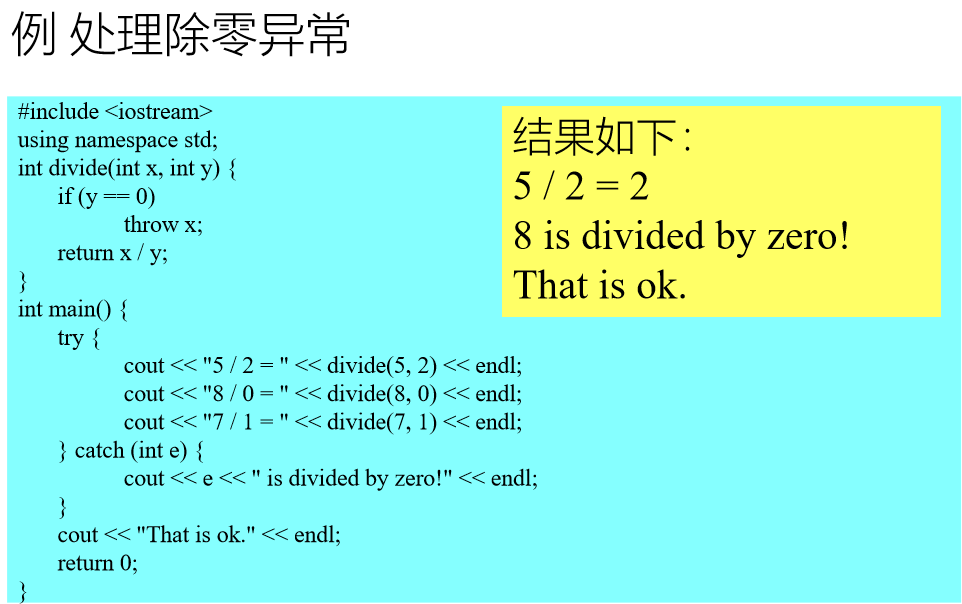 例 处理除零异常
#include <iostream>
using namespace std;
int divide(int x, int y) {
if (y == 0)
throw x;
return x / y;
}
int main() {
try {
cout << "5 / 2 = " << divide(5, 2) << endl;
cout << "8 / 0 = " << divide(8, 0) << endl;
cout << "7 / 1 = " << divide(7, 1) << endl;
} catch (int e) {
cout << e << " is divided by zero!" << endl;
}
cout << "That is ok." << endl;
return 0;
}
结果如下：
5 / 2 = 2
8 is divided by zero!
That is ok.